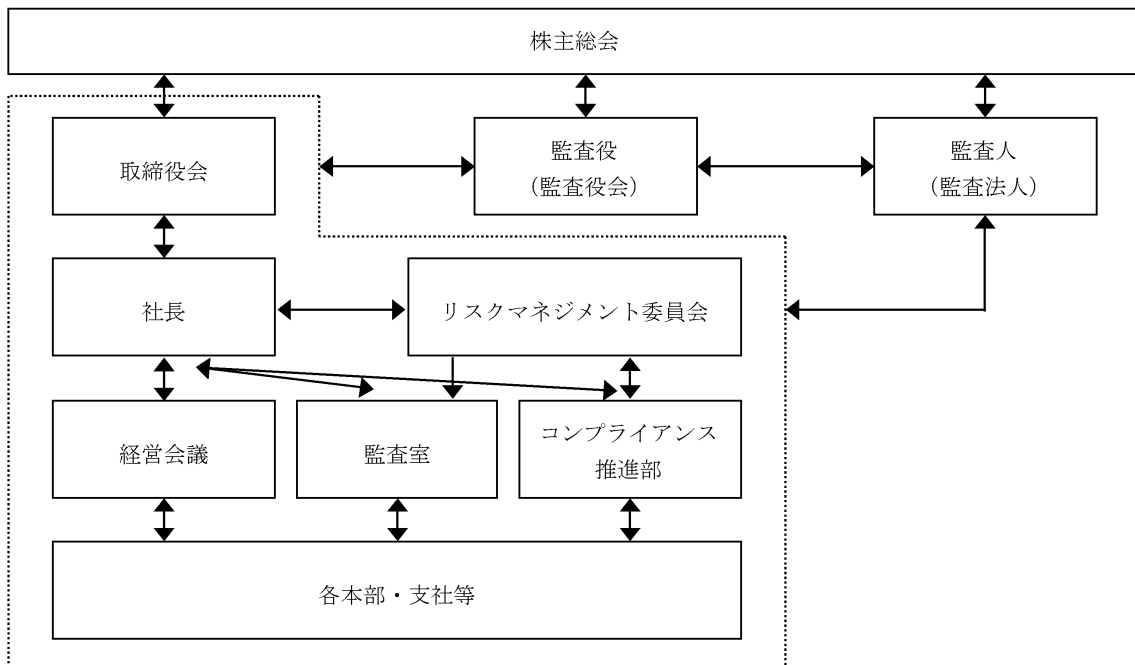 株主総会
取締役会
監査役
（監査役会）
監査人
（監査法人）
社長
リスクマネジメント委員会
経営会議
監査室
コンプライアンス
推進部
各本部・支社等